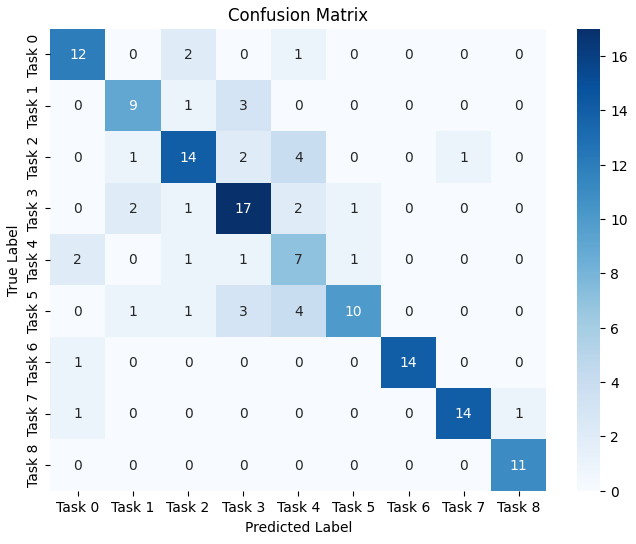 Confusion Matrix
True Label
Task 0 12 0 2 0 1 0 0 0 0
Task 1 0 9 1 3 0 0 0 0 0
Task 2 0 1 14 2 4 0 0 1 0
Task 3 0 2 1 17 2 1 0 0 0
Task 4 2 0 1 1 7 1 0 0 0
Task 5 0 1 1 3 4 10 0 0 0
Task 6 1 0 0 0 0 0 14 0 0
Task 7 1 0 0 0 0 0 0 14 1
Task 8 0 0 0 0 0 0 0 0 11
Task 0 Task 1 Task 2 Task 3 Task 4 Task 5 Task 6 Task 7 Task 8
Predicted Label
16
14
12
10
8
6
4
2
0